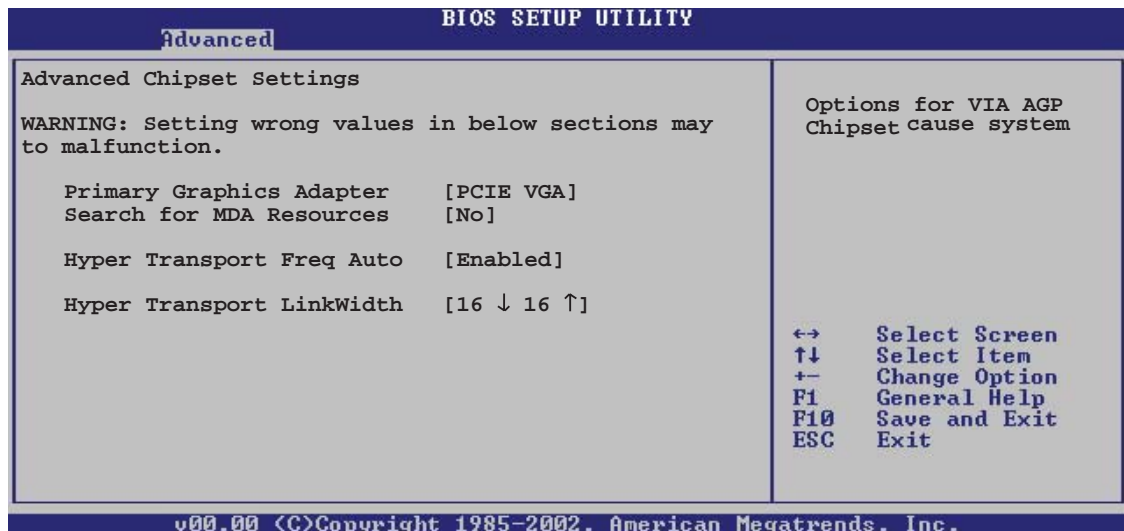 BIOS SETUP UTILITY
Advanced
Advanced Chipset Settings
WARNING: Setting wrong values in below sections may
to malfunction.
Primary Graphics Adapter [PCIE VGA]
Search for MDA Resources [No]
Hyper Transport Freq Auto [Enabled]
Hyper Transport LinkWidth [16 ↓ 16 ↑]
Options for VIA AGP
Chipset cause system
←→ Select Screen
↑↓ Select Item
+- Change Option
F1 General Help
F10 Save and Exit
ESC Exit
v00.00 (C)Copyright 1985-2002, American Megatrends, Inc.